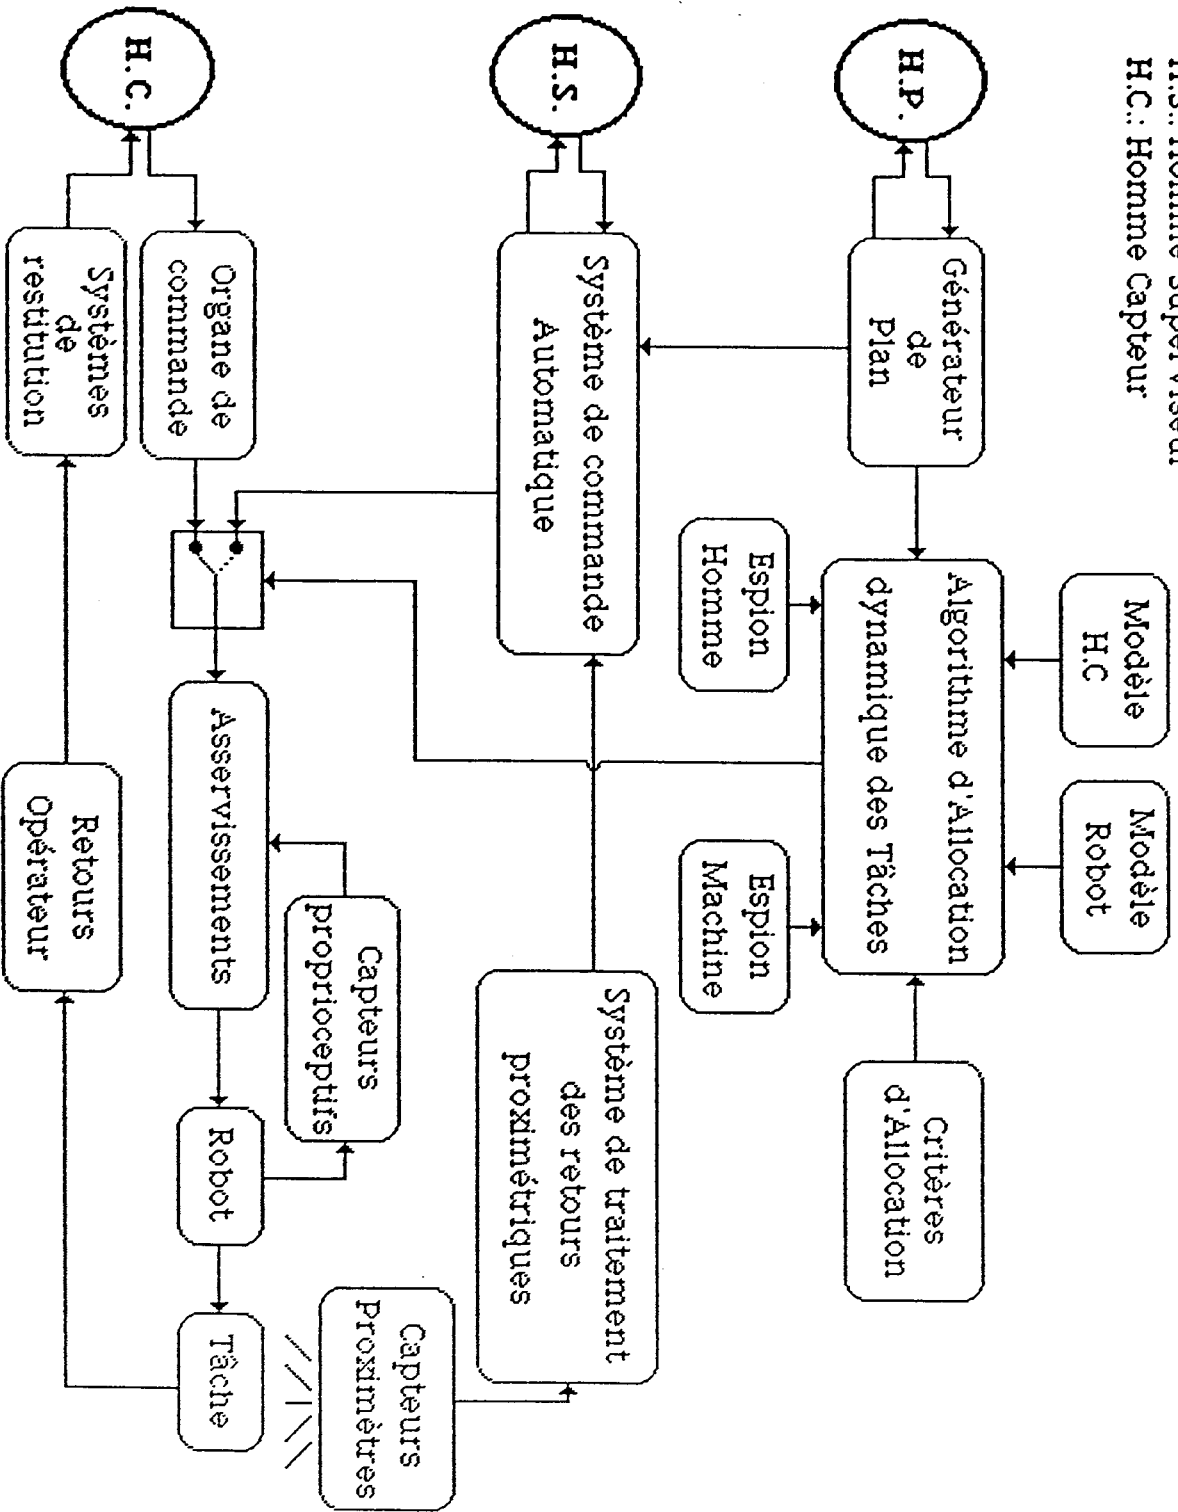 H.S.: Homme Superviseur
H.C.: Homme Capteur
Modèle
H.C
Modèle
Robot
H.P.
Générateur
de
Plan
Algorithme d'Allocation
dynamique des Tâches
Critères
d'Allocation
Espion
Homme
Espion
Machine
H.S.
Système de commande
Automatique
Système de traitement
des retours
proximétriques
Capteurs
proprioceptifs
Capteurs
Proximètres
H.C.
Organe de
commande
Asservissements
Robot
Tâche
Systèmes
de
restitution
Retours
Opérateur